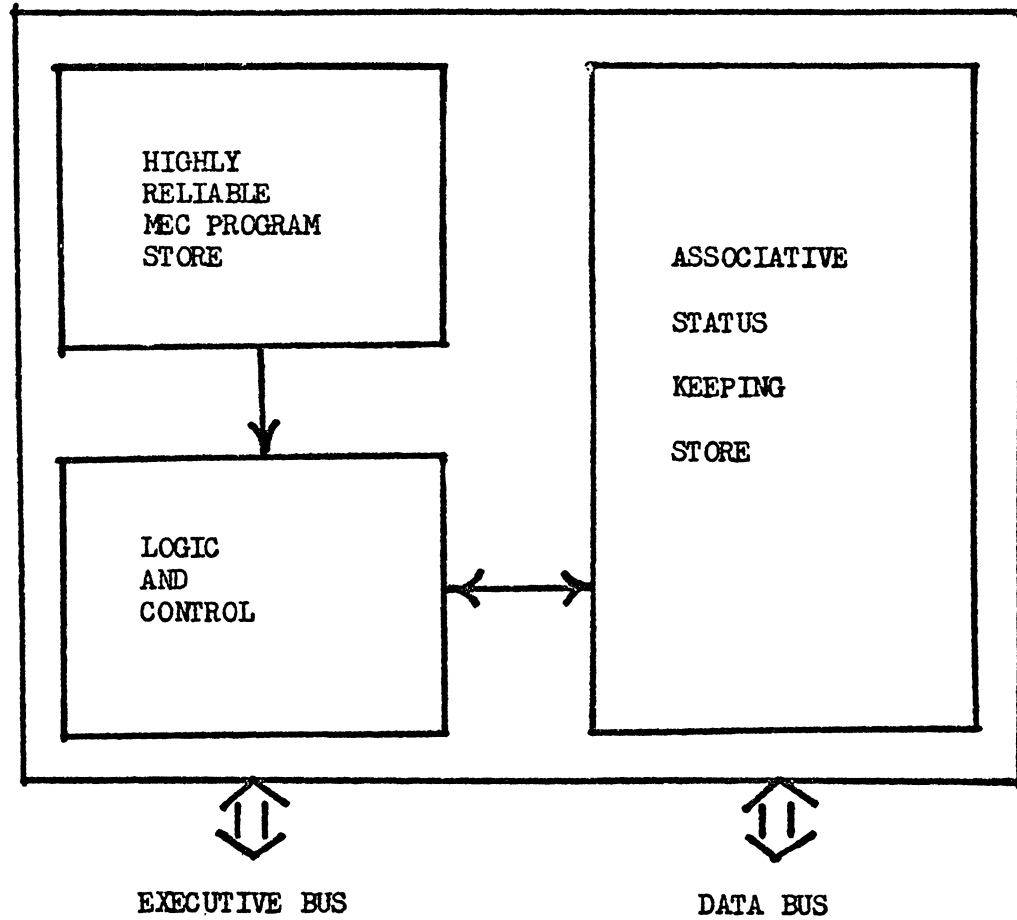 HIGHLY
RELIABLE
MEC PROGRAM
STORE
LOGIC
AND
CONTROL
ASSOCIATIVE
STATUS
KEEPING
STORE
EXECUTIVE BUS
DATA BUS